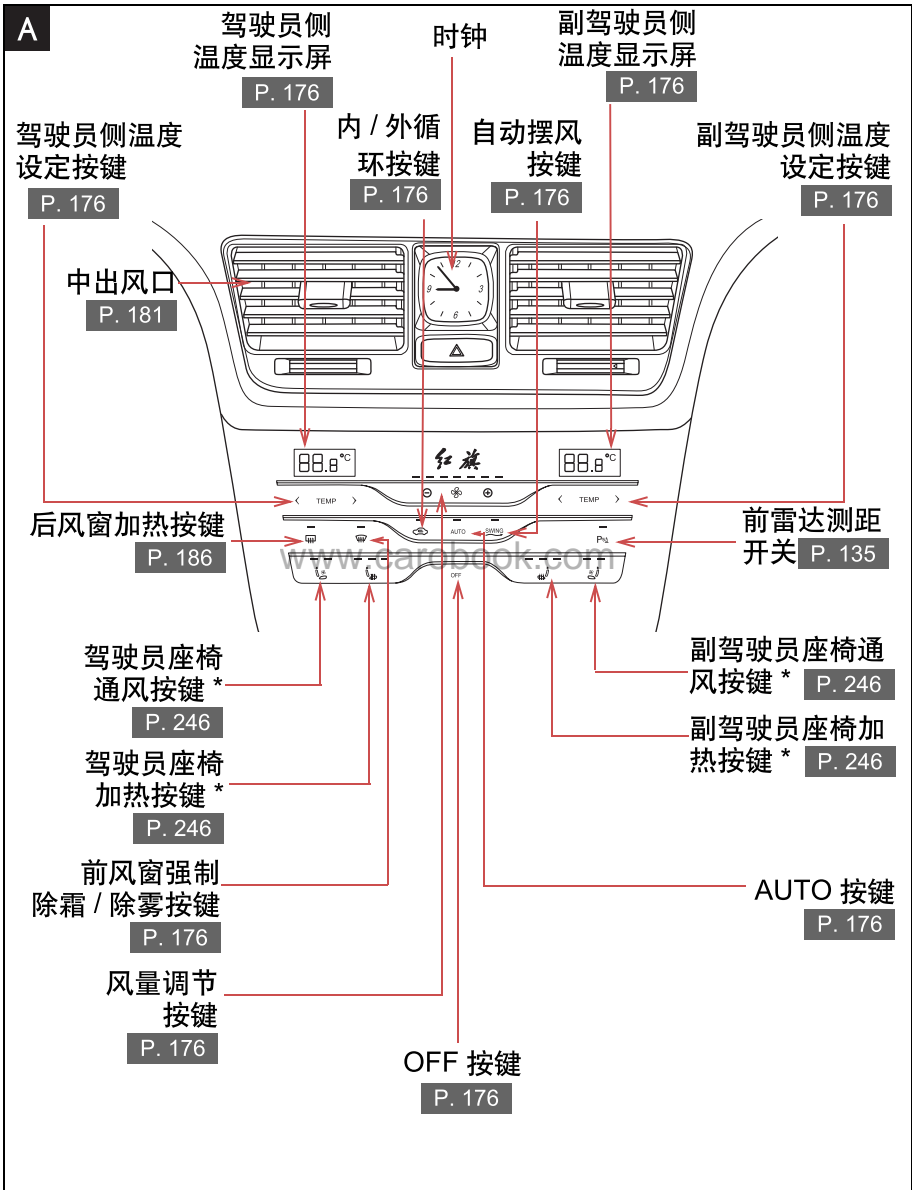 A
驾驶员侧
温度显示屏
P. 176
时钟
副驾驶员侧
温度显示屏
P. 176
驾驶员侧温度
设定按键
P. 176
内 / 外循
环按键
P. 176
自动摆风
按键
P. 176
副驾驶员侧温度
设定按键
P. 176
中出风口
P. 181
12
3
6
9
88.8°C
红旗
88.8°C
TEMP
TEMP
AUTO
SWING
P
OFF
后风窗加热按键
P. 186
前雷达测距
开关 P. 135
www.carobook.com
驾驶员座椅
通风按键 *
P. 246
副驾驶员座椅通
风按键 * P. 246
驾驶员座椅
加热按键 *
P. 246
副驾驶员座椅加
热按键 * P. 246
前风窗强制
除霜 / 除雾按键
P. 176
AUTO 按键
P. 176
风量调节
按键
P. 176
OFF 按键
P. 176